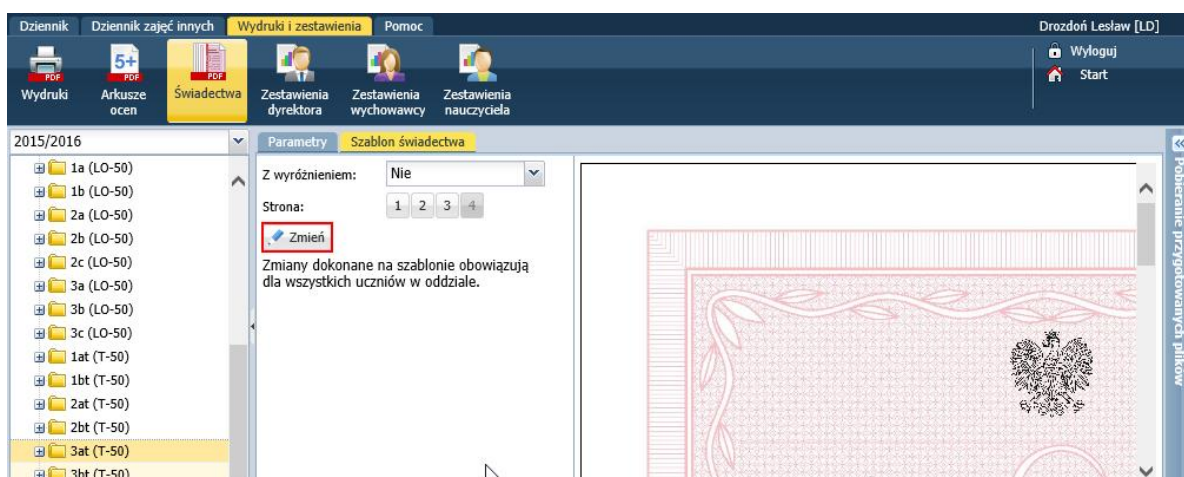 Dziennik Dziennik zajęć innych Wydruki i zestawienia Pomoc Drozdoń Lesław [LD]
PDF 5+ PDF PDF
Wydruki Arkusze ocen Świadectwa Zestawienia dyrektora Zestawienia wychowawcy Zestawienia nauczyciela
Wyloguj
Start
2015/2016
1a (LO-50)
1b (LO-50)
2a (LO-50)
2b (LO-50)
2c (LO-50)
3a (LO-50)
3b (LO-50)
3c (LO-50)
1at (T-50)
1bt (T-50)
2at (T-50)
2bt (T-50)
3at (T-50)
3bt (T-50)
Parametry Szablon świadectwa
Z wyróżnieniem: Nie
Strona: 1 2 3 4
Zmień
Zmiany dokonane na szablonie obowiązują
dla wszystkich uczniów w oddziale.
Pobieranie przygotowanych plików